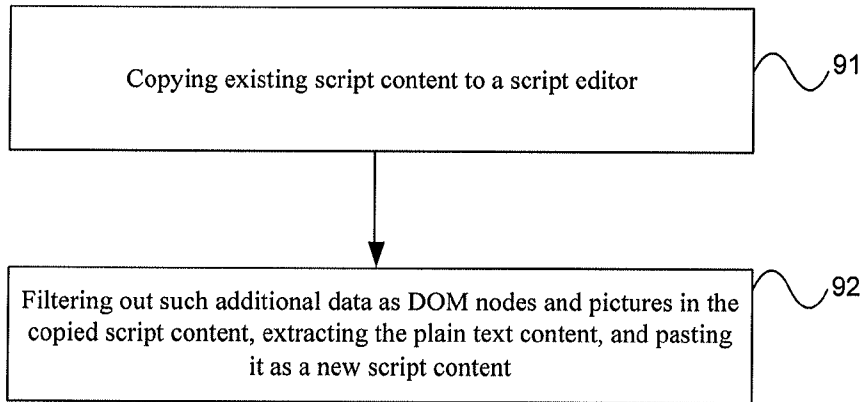 Copying existing script content to a script editor
91
Filtering out such additional data as DOM nodes and pictures in the
copied script content, extracting the plain text content, and pasting
it as a new script content
92